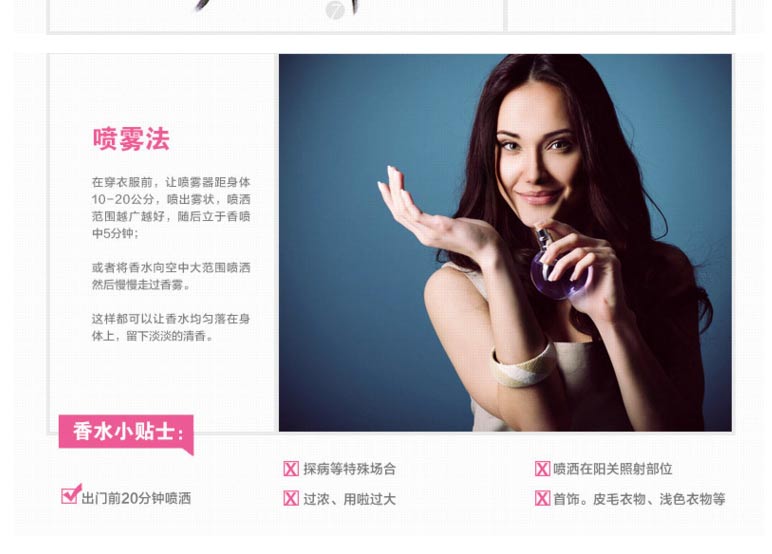 7
喷雾法
在穿衣服前，让喷雾器距身体
10-20公分，喷出雾状，喷洒
范围越广越好，随后立于香喷
中5分钟；
或者将香水向空中大范围喷洒
然后慢慢走过香雾。
这样都可以让香水均匀落在身
体上，留下淡淡的清香。
香水小贴士：
出门前20分钟喷洒
探病等特殊场合
过浓、用啦过大
喷洒在阳关照射部位
首饰。皮毛衣物、浅色衣物等